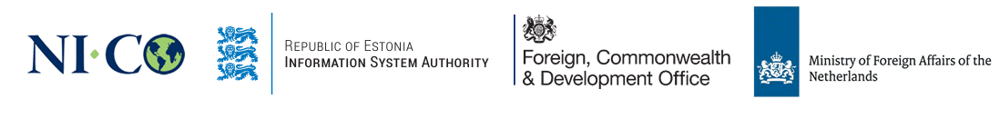 NI·CO
REPUBLIC OF ESTONIA
INFORMATION SYSTEM AUTHORITY
Foreign, Commonwealth
& Development Office
Ministry of Foreign Affairs of the
Netherlands